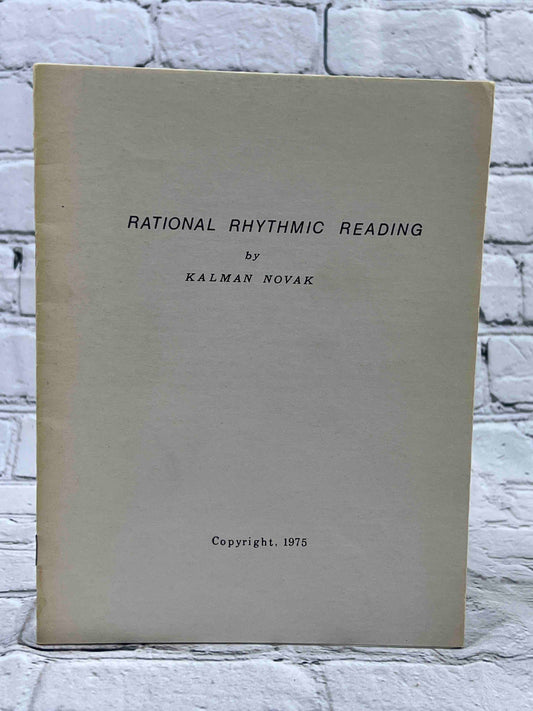 RATIONAL RHYTHMIC READING
by
KALMAN NOVAK
Copyright, 1975